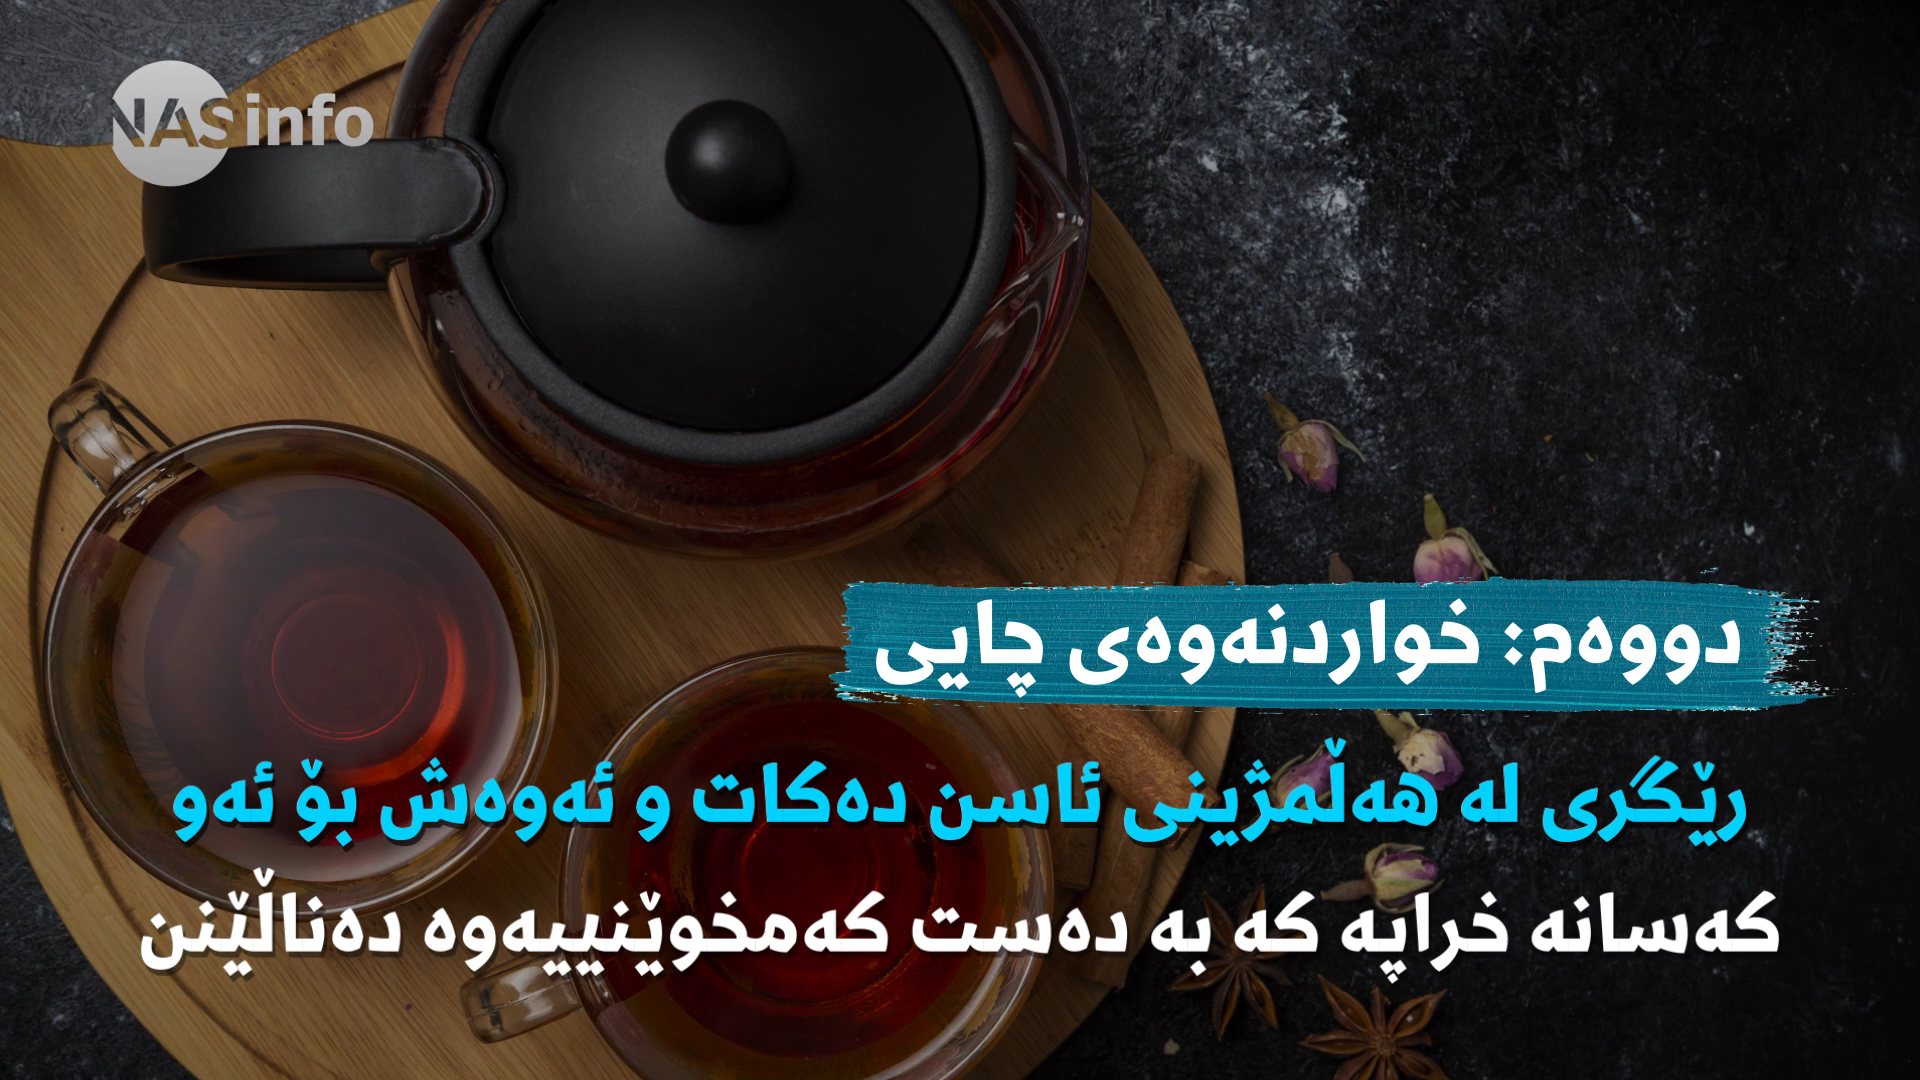 NAS info
دووەم: خواردنەوەی چایی
رێگری لە هەڵمژینی ئاسن دەکات و ئەوەش بۆ ئەو
کەسانە خراپە کە بە دەست کەمخوێنییەوە دەناڵێنن